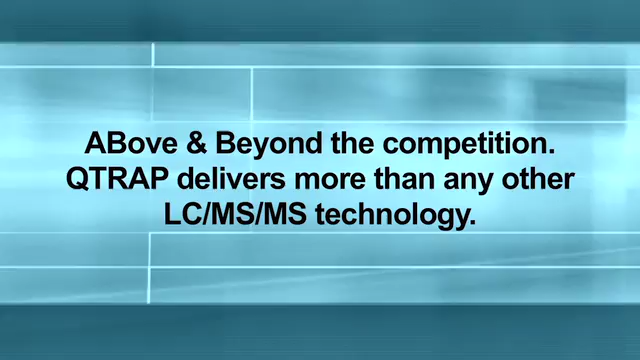 ABove & Beyond the competition.
QTRAP delivers more than any other
LC/MS/MS technology.